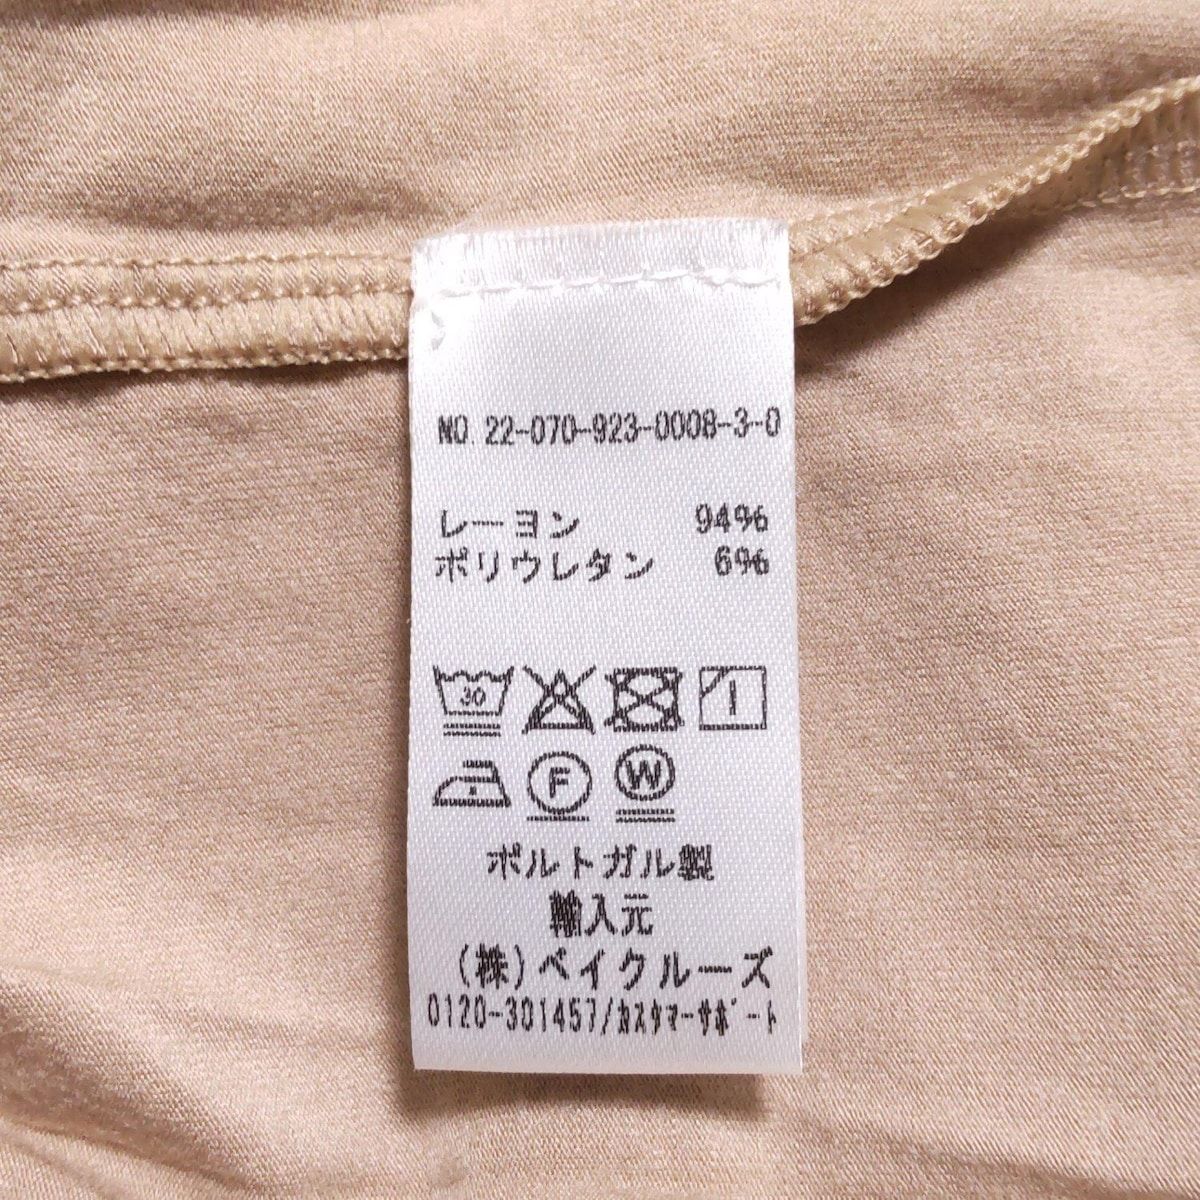 NO. 22-070-923-0008-3-0
レーヨン 94%
ポリウレタン 6%
30
F W
ポルトガル製
輸入元
(株)ベイクルーズ
0120-301457/ｶｽﾀﾏｰｻﾎﾟｰﾄ